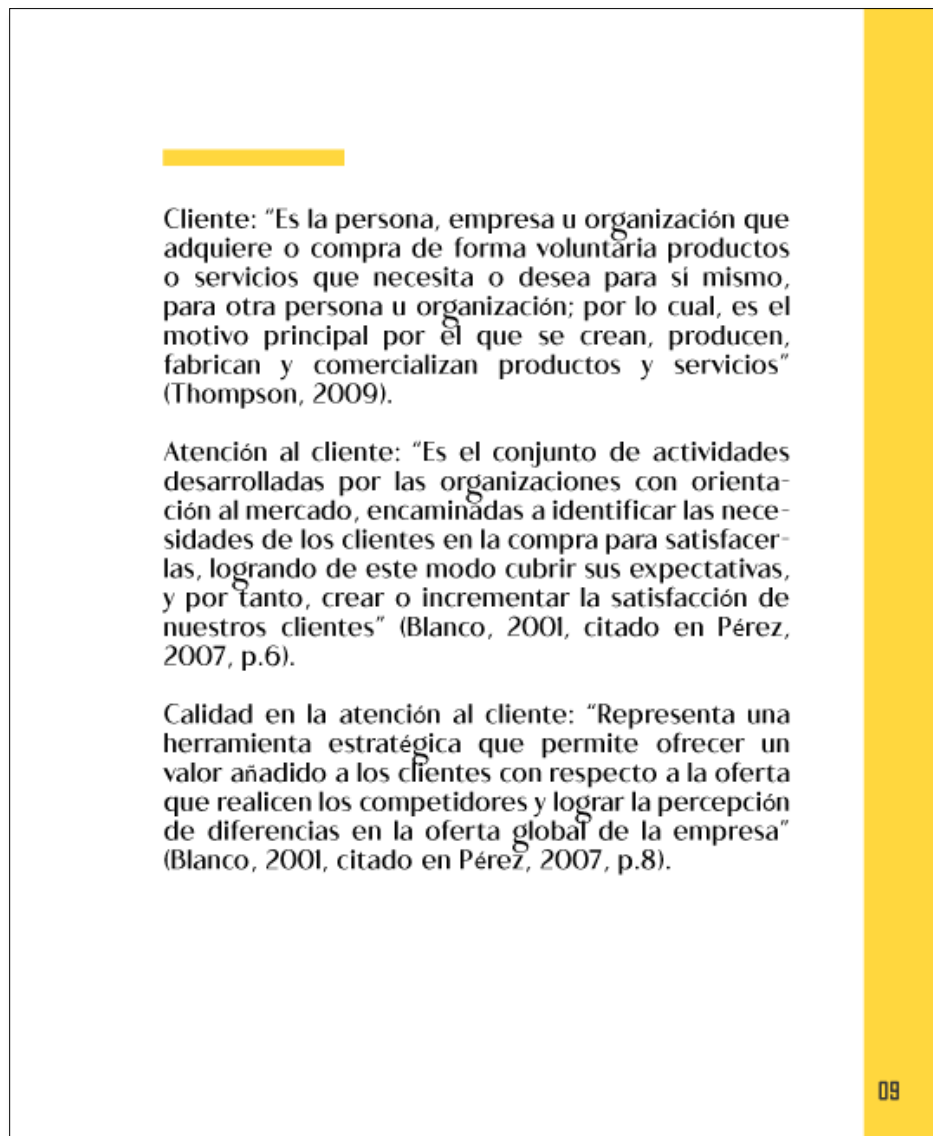 Cliente: “Es la persona, empresa u organización que
adquiere o compra de forma voluntaria productos
o servicios que necesita o desea para sí mismo,
para otra persona u organización; por lo cual, es el
motivo principal por el que se crean, producen,
fabrican y comercializan productos y servicios”
(Thompson, 2009).
Atención al cliente: “Es el conjunto de actividades
desarrolladas por las organizaciones con orienta-
ción al mercado, encaminadas a identificar las nece-
sidades de los clientes en la compra para satisfacer-
las, logrando de este modo cubrir sus expectativas,
y por tanto, crear o incrementar la satisfacción de
nuestros clientes” (Blanco, 2001, citado en Pérez,
2007, p.6).
Calidad en la atención al cliente: “Representa una
herramienta estratégica que permite ofrecer un
valor añadido a los clientes con respecto a la oferta
que realicen los competidores y lograr la percepción
de diferencias en la oferta global de la empresa”
(Blanco, 2001, citado en Pérez, 2007, p.8).
09